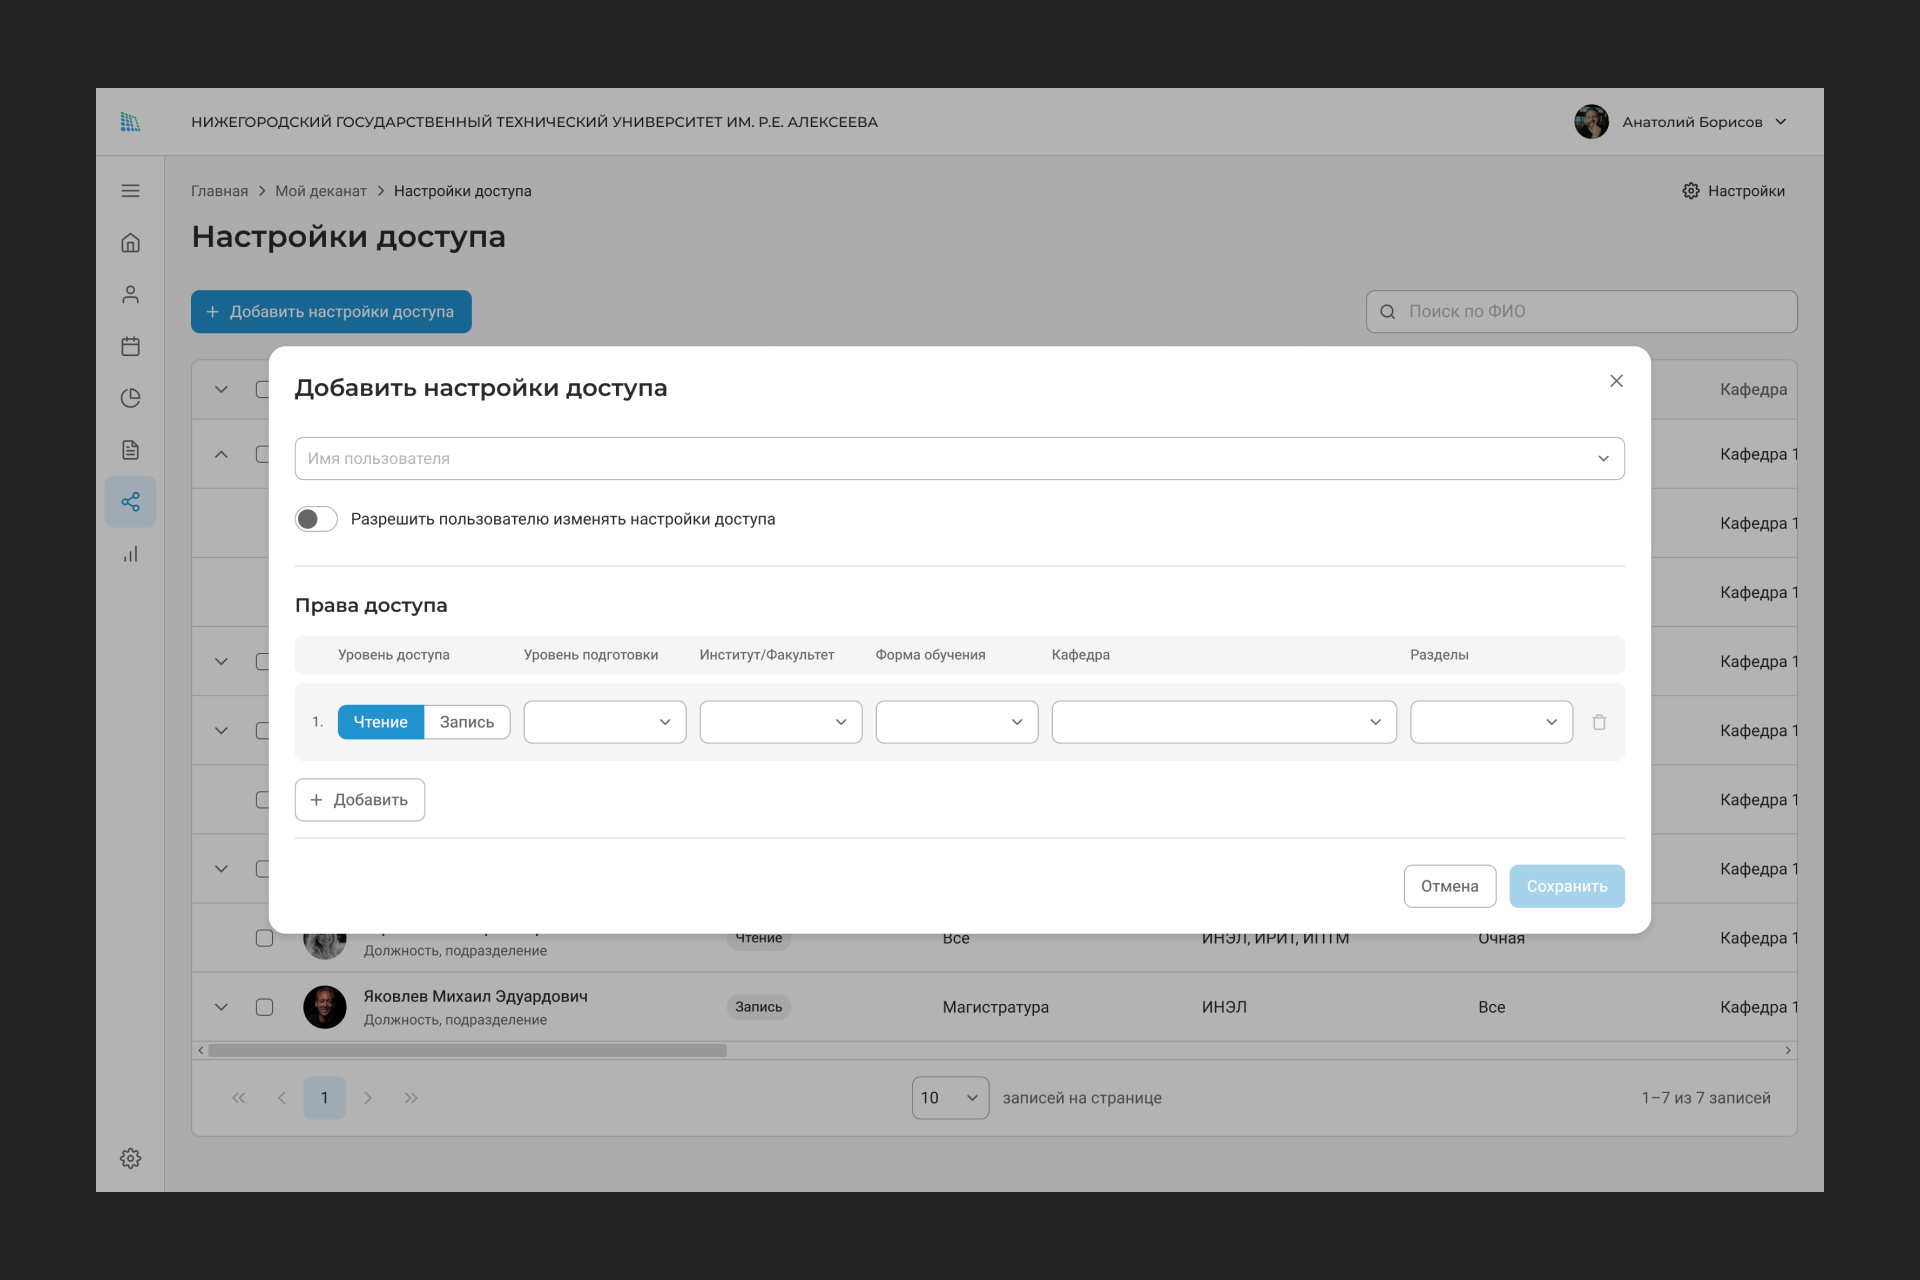 НИЖЕГОРОДСКИЙ ГОСУДАРСТВЕННЫЙ ТЕХНИЧЕСКИЙ УНИВЕРСИТЕТ ИМ. Р.Е. АЛЕКСЕЕВА
Анатолий Борисов
Главная > Мой деканат > Настройки доступа
Настройки
Настройки доступа
+ Добавить настройки доступа
Поиск по ФИО
Кафедра
Кафедра 1
Кафедра 1
Кафедра 1
Кафедра 1
Кафедра 1
Кафедра 1
Кафедра 1
Добавить настройки доступа
Имя пользователя
Разрешить пользователю изменять настройки доступа
Права доступа
Уровень доступа Уровень подготовки Институт/Факультет Форма обучения Кафедра Разделы
1. Чтение Запись
+ Добавить
Отмена Сохранить
Чтение Все ИНЭЛ, ИРИТ, ИПТМ Очная Кафедра 1
Должность, подразделение
Яковлев Михаил Эдуардович
Должность, подразделение
Запись Магистратура ИНЭЛ Все Кафедра 1
1
10 записей на странице
1–7 из 7 записей